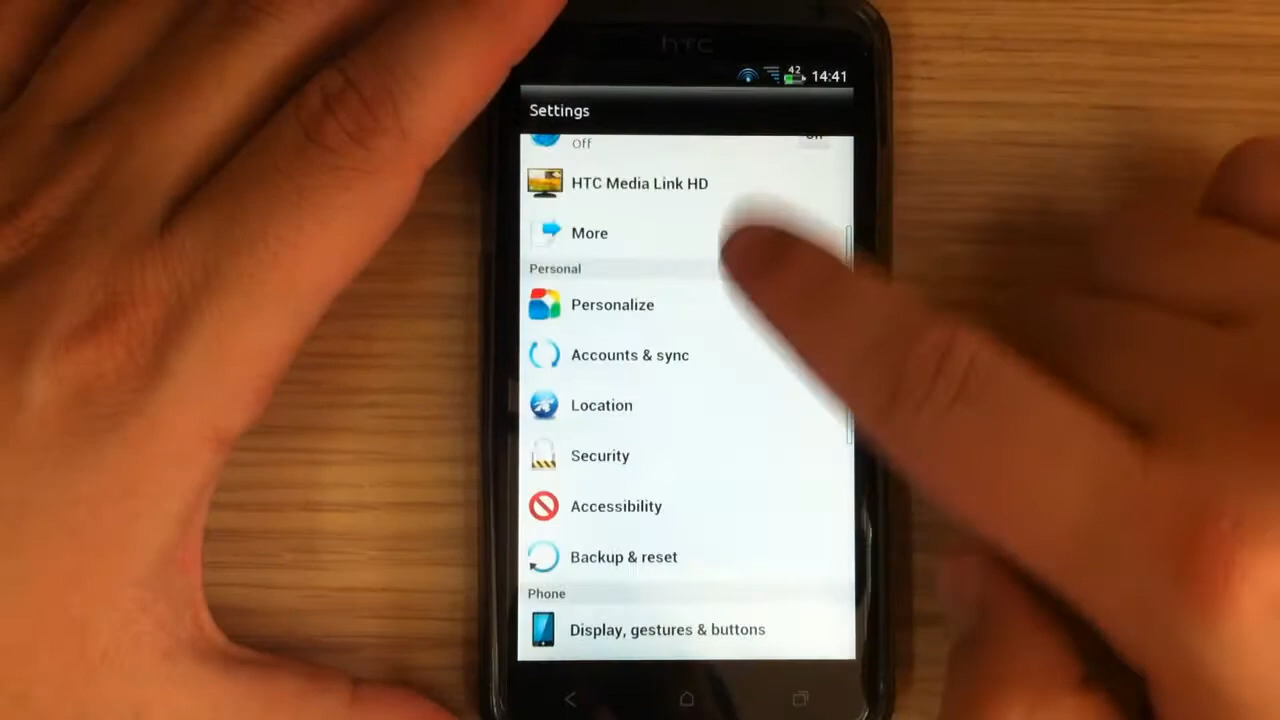 hTC
42
14:41
Settings
Off
HTC Media Link HD
More
Personal
Personalize
Accounts & sync
Location
Security
Accessibility
Backup & reset
Phone
Display, gestures & buttons